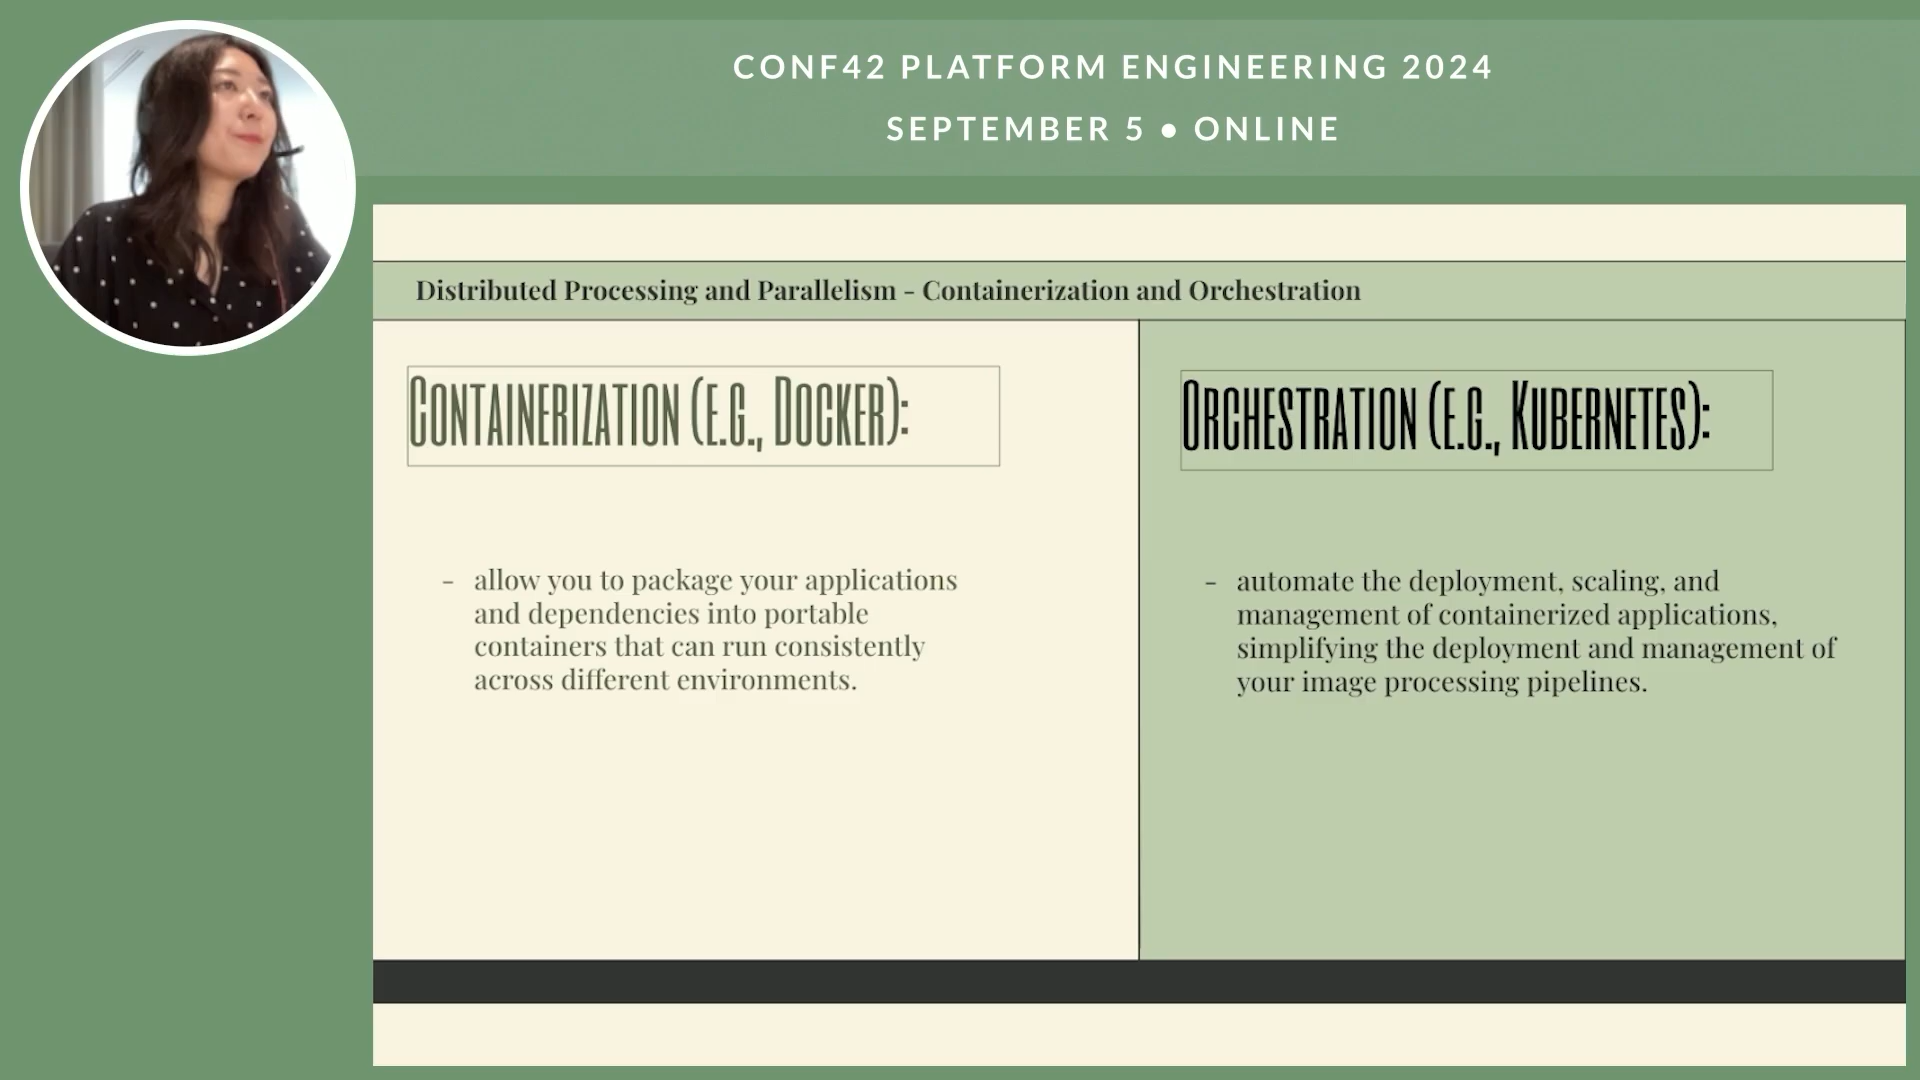 CONF42 PLATFORM ENGINEERING 2024
SEPTEMBER 5 • ONLINE
Distributed Processing and Parallelism - Containerization and Orchestration
Containerization (e.g., Docker):
- allow you to package your applications
and dependencies into portable
containers that can run consistently
across different environments.
Orchestration (e.g., Kubernetes):
- automate the deployment, scaling, and
management of containerized applications,
simplifying the deployment and management of
your image processing pipelines.